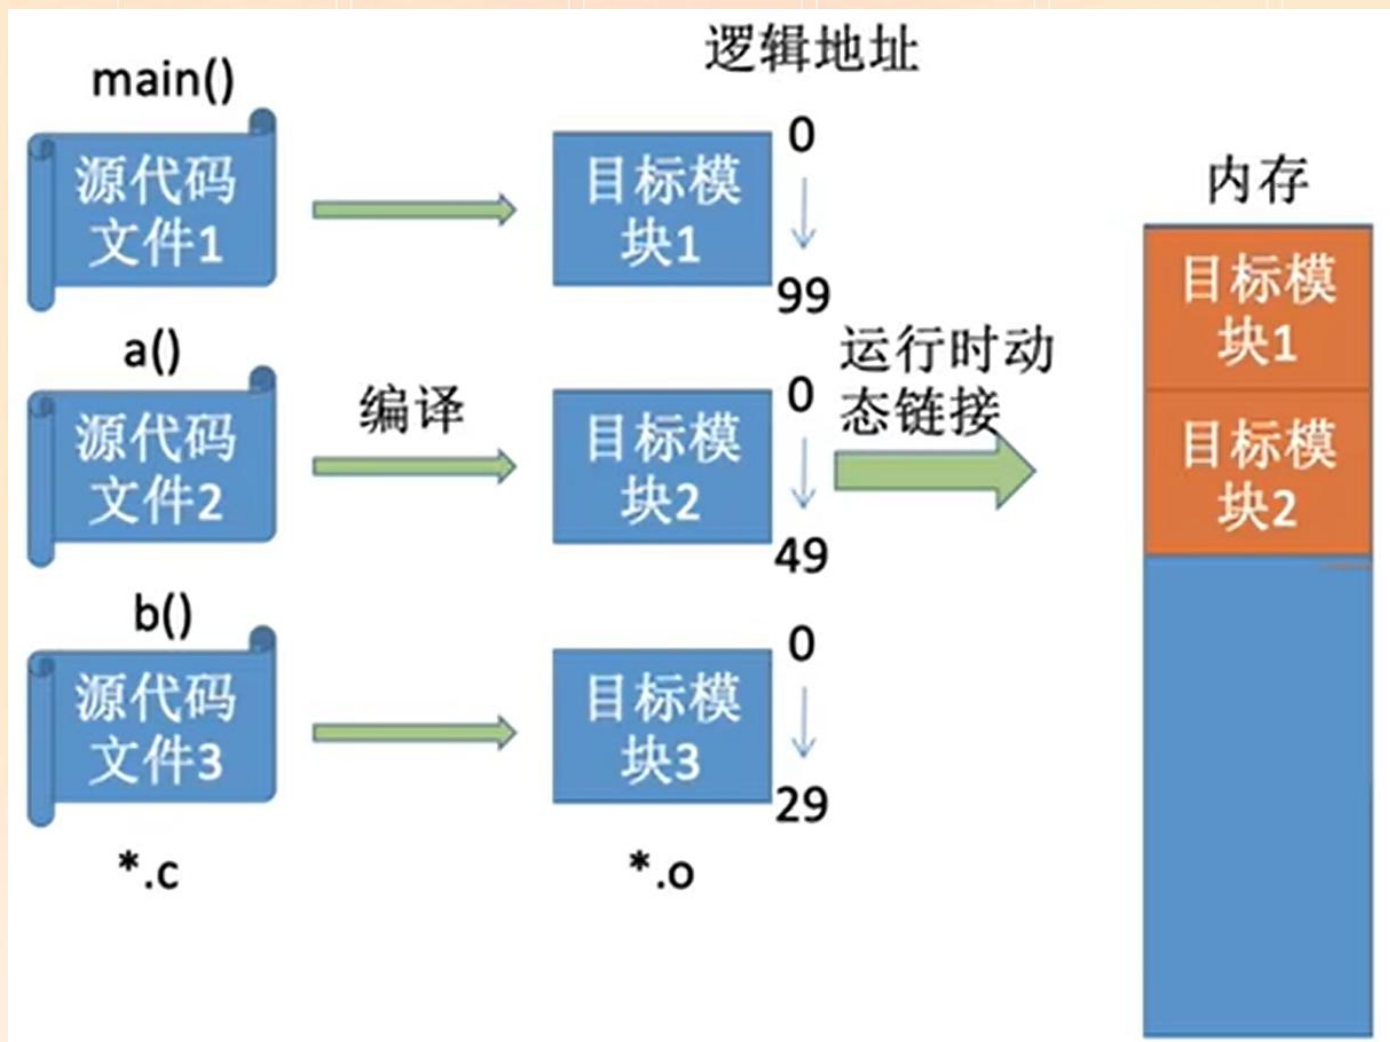 逻辑地址
main()
源代码
文件1
目标模
块1
0
99
内存
目标模
块1
目标模
块2
a()
源代码
文件2
编译
目标模
块2
0
49
运行时动
态链接
b()
源代码
文件3
目标模
块3
0
29
*.c
*.o